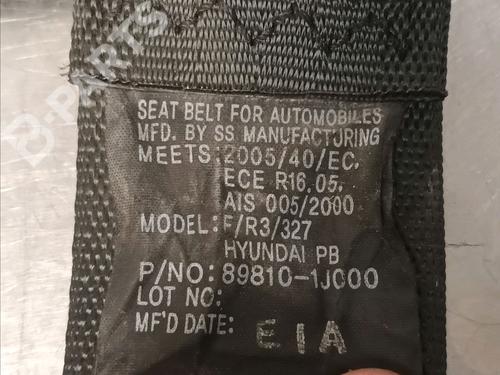 SEAT BELT FOR AUTOMOBILES
MFD. BY SS MANUFACTURING
MEETS: 2005/40/EC,
ECE R16.05,
AIS 005/2000
MODEL: F/R3/327
HYUNDAI PB
P/NO: 89810-1J000
LOT NO:
MF'D DATE: EIA
B-PARTS